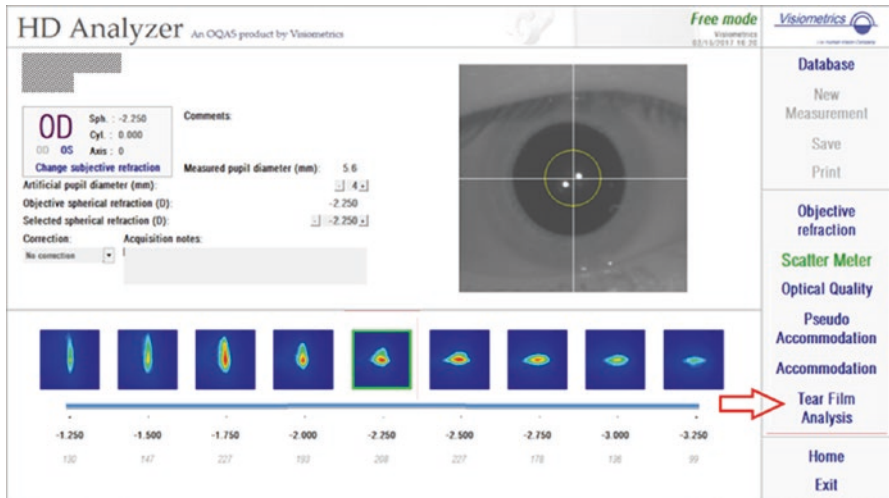 HD Analyzer An OQAS product by Visiometrics
Free mode
Visiometrics
02/15/2017 16:20
Visiometrics
OD
OD OS
Sph. : -2.250
Cyl. : 0.000
Axis : 0
Change subjective refraction
Comments:
Measured pupil diameter (mm): 5.6
Artificial pupil diameter (mm): - 4 +
Objective spherical refraction (D): -2.250
Selected spherical refraction (D): - -2.250 +
Correction: Acquisition notes:
No correction
-1.250 -1.500 -1.750 -2.000 -2.250 -2.500 -2.750 -3.000 -3.250
130 147 227 193 208 227 178 136 99
Database
New
Measurement
Save
Print
Objective
refraction
Scatter Meter
Optical Quality
Pseudo
Accommodation
Accommodation
Tear Film
Analysis
Home
Exit